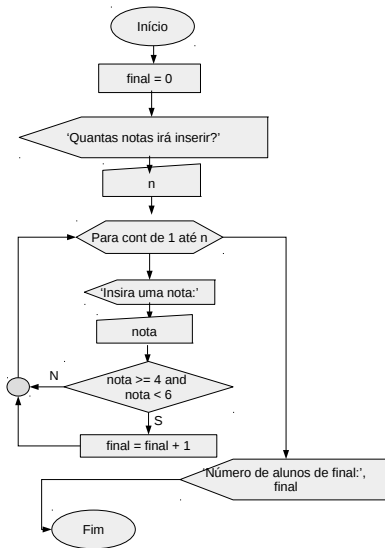 Início
final = 0
‘Quantas notas irá inserir?’
n
Para cont de 1 até n
‘Insira uma nota:’
nota
N
nota >= 4 and
nota < 6
S
final = final + 1
‘Número de alunos de final:’,
final
Fim